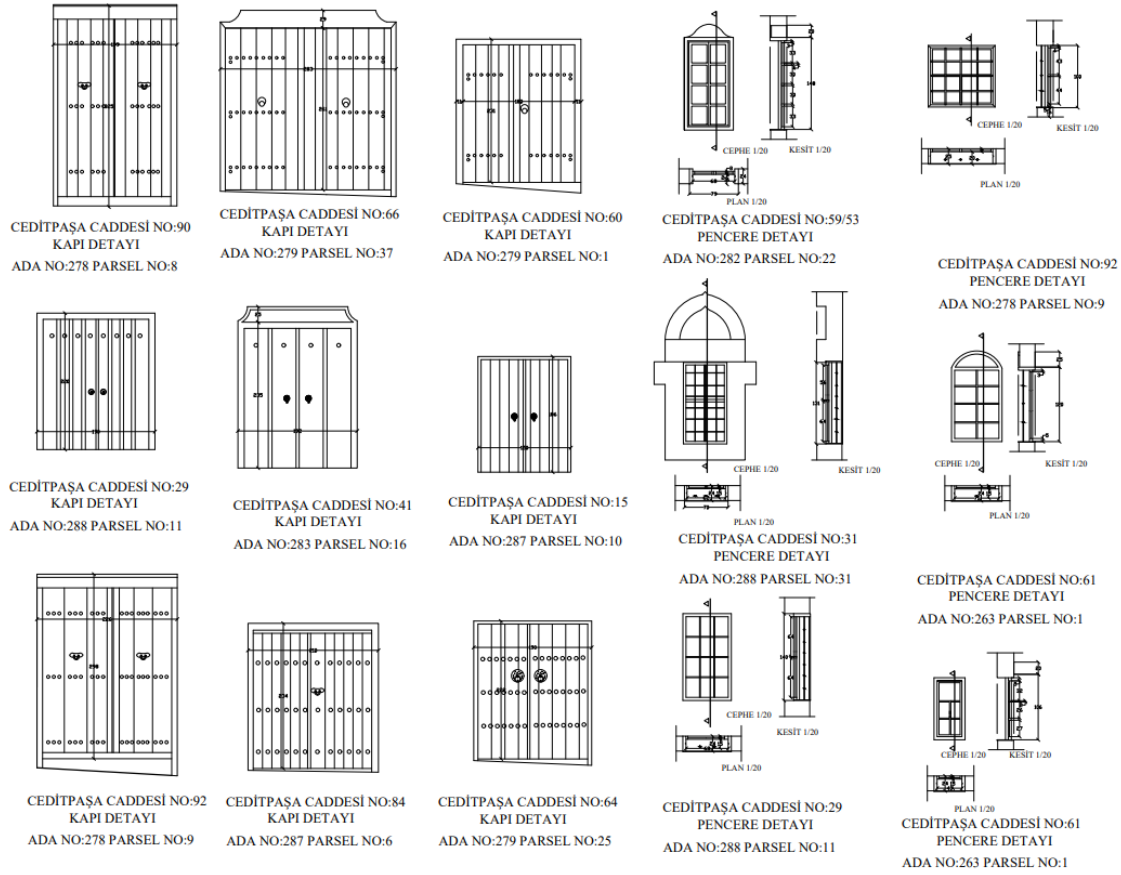 CEDİTPAŞA CADDESİ NO:90
KAPI DETAYI
ADA NO:278 PARSEL NO:8
CEDİTPAŞA CADDESİ NO:66
KAPI DETAYI
ADA NO:279 PARSEL NO:37
CEDİTPAŞA CADDESİ NO:60
KAPI DETAYI
ADA NO:279 PARSEL NO:1
CEPHE 1/20
KESİT 1/20
PLAN 1/20
CEDİTPAŞA CADDESİ NO:59/53
PENCERE DETAYI
ADA NO:282 PARSEL NO:22
CEPHE 1/20
KESİT 1/20
PLAN 1/20
CEDİTPAŞA CADDESİ NO:92
PENCERE DETAYI
ADA NO:278 PARSEL NO:9
CEDİTPAŞA CADDESİ NO:29
KAPI DETAYI
ADA NO:288 PARSEL NO:11
CEDİTPAŞA CADDESİ NO:41
KAPI DETAYI
ADA NO:283 PARSEL NO:16
CEDİTPAŞA CADDESİ NO:15
KAPI DETAYI
ADA NO:287 PARSEL NO:10
CEPHE 1/20
KESİT 1/20
PLAN 1/20
CEDİTPAŞA CADDESİ NO:31
PENCERE DETAYI
ADA NO:288 PARSEL NO:31
CEPHE 1/20
KESİT 1/20
PLAN 1/20
CEDİTPAŞA CADDESİ NO:61
PENCERE DETAYI
ADA NO:263 PARSEL NO:1
CEDİTPAŞA CADDESİ NO:92
KAPI DETAYI
ADA NO:278 PARSEL NO:9
CEDİTPAŞA CADDESİ NO:84
KAPI DETAYI
ADA NO:287 PARSEL NO:6
CEDİTPAŞA CADDESİ NO:64
KAPI DETAYI
ADA NO:279 PARSEL NO:25
CEPHE 1/20
KESİT 1/20
PLAN 1/20
CEDİTPAŞA CADDESİ NO:29
PENCERE DETAYI
ADA NO:288 PARSEL NO:11
CEPHE 1/20
KESİT 1/20
PLAN 1/20
CEDİTPAŞA CADDESİ NO:61
PENCERE DETAYI
ADA NO:263 PARSEL NO:1